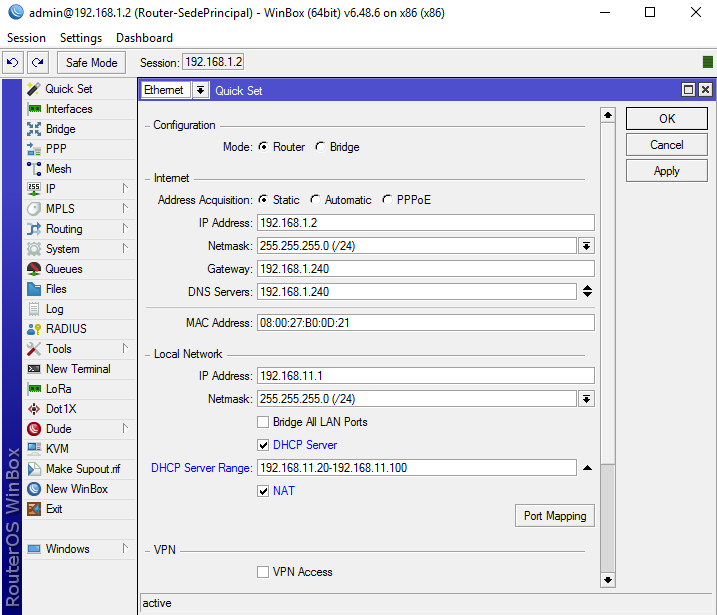 admin@192.168.1.2 (Router-SedePrincipal) - WinBox (64bit) v6.48.6 on x86 (x86)
Session Settings Dashboard
Safe Mode Session: 192.168.1.2
Quick Set
Interfaces
Bridge
PPP
Mesh
IP
MPLS
Routing
System
Queues
Files
Log
RADIUS
Tools
New Terminal
LoRa
Dot1X
Dude
KVM
Make Supout.rif
New WinBox
Exit
Windows
RouterOS WinBox
Ethernet Quick Set
Configuration
Mode: Router Bridge
Internet
Address Acquisition: Static Automatic PPPoE
IP Address: 192.168.1.2
Netmask: 255.255.255.0 (/24)
Gateway: 192.168.1.240
DNS Servers: 192.168.1.240
MAC Address: 08:00:27:B0:0D:21
Local Network
IP Address: 192.168.11.1
Netmask: 255.255.255.0 (/24)
Bridge All LAN Ports
DHCP Server
DHCP Server Range: 192.168.11.20-192.168.11.100
NAT
Port Mapping
VPN
VPN Access
OK
Cancel
Apply
active